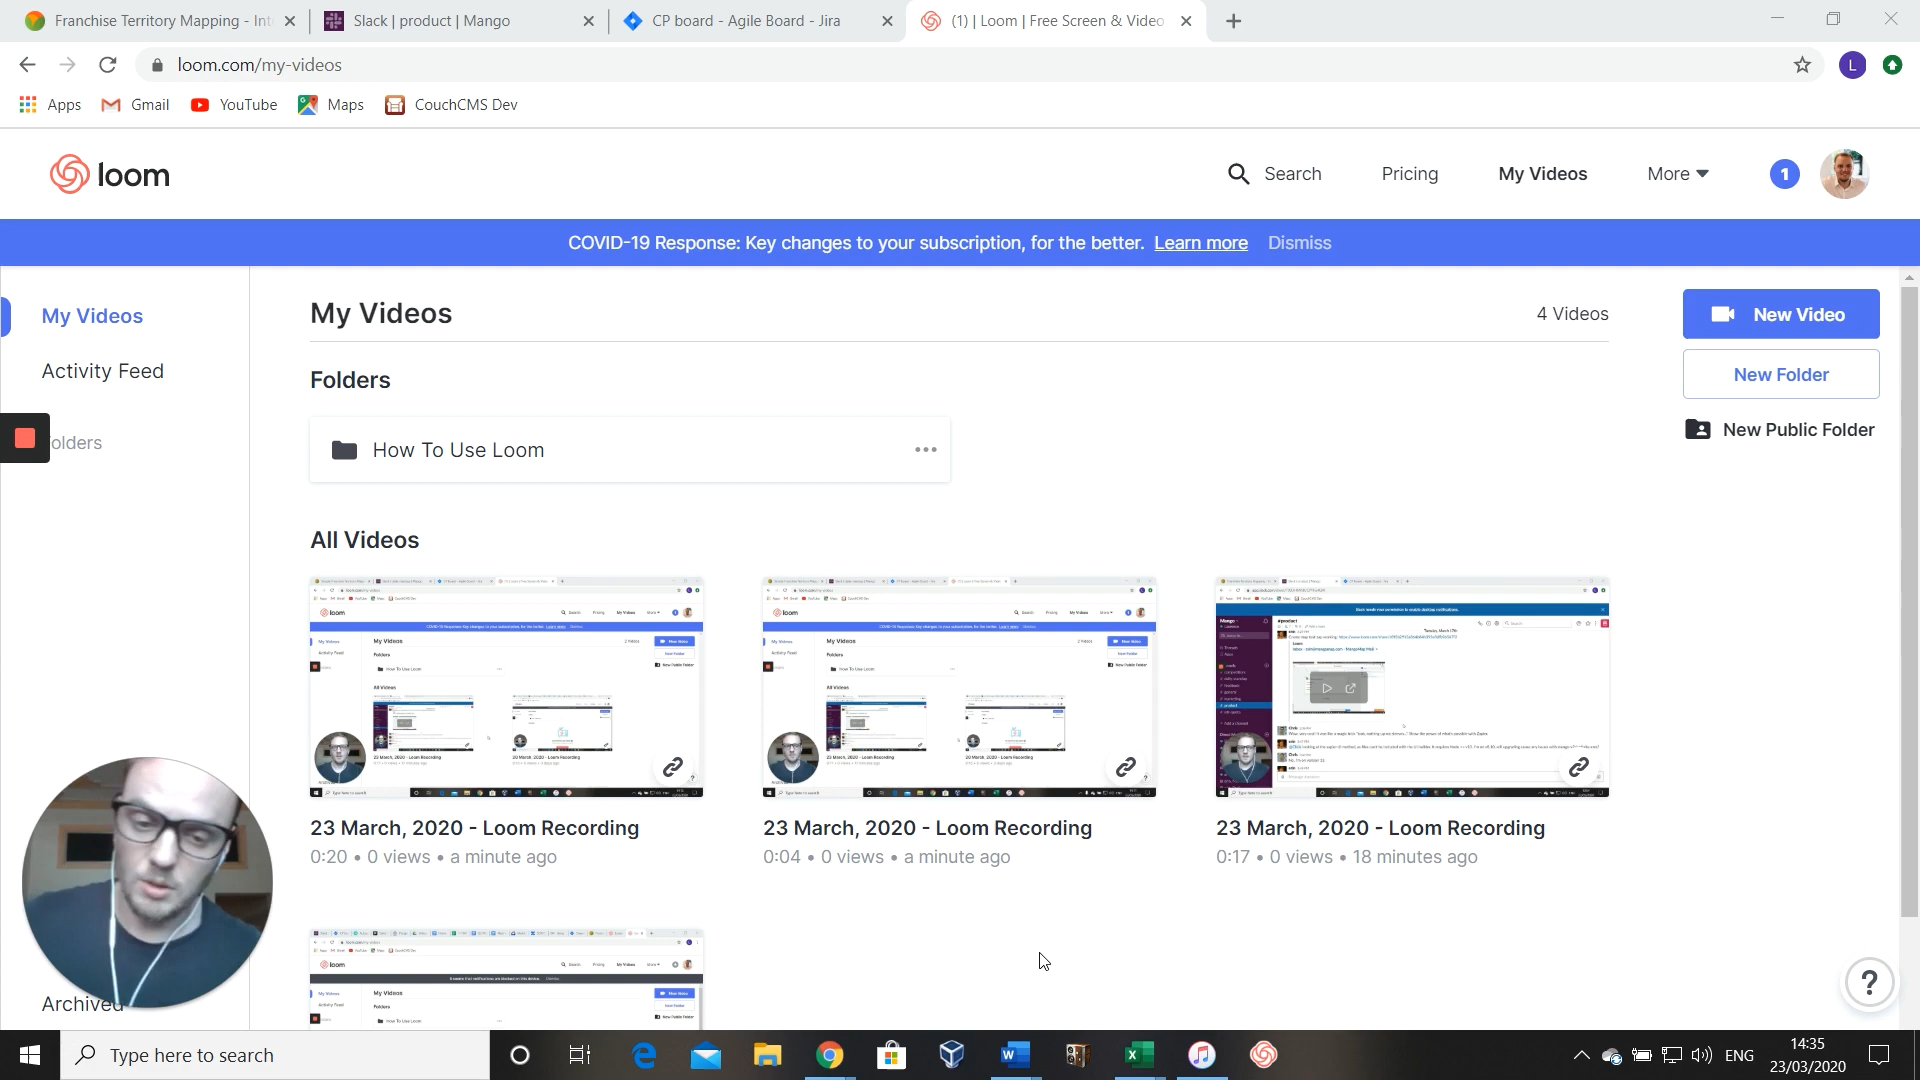 Franchise Territory Mapping - Int
Slack | product | Mango
CP board - Agile Board - Jira
(1) | Loom | Free Screen & Video
loom.com/my-videos
L
Apps
Gmail
YouTube
Maps
CouchCMS Dev
loom
Search
Pricing
My Videos
More
1
COVID-19 Response: Key changes to your subscription, for the better. Learn more Dismiss
My Videos
Activity Feed
olders
Archived
My Videos
4 Videos
New Video
New Folder
New Public Folder
Folders
How To Use Loom
All Videos
23 March, 2020 - Loom Recording
0:20 • 0 views • a minute ago
23 March, 2020 - Loom Recording
0:04 • 0 views • a minute ago
23 March, 2020 - Loom Recording
0:17 • 0 views • 18 minutes ago
?
Type here to search
ENG
14:35
23/03/2020